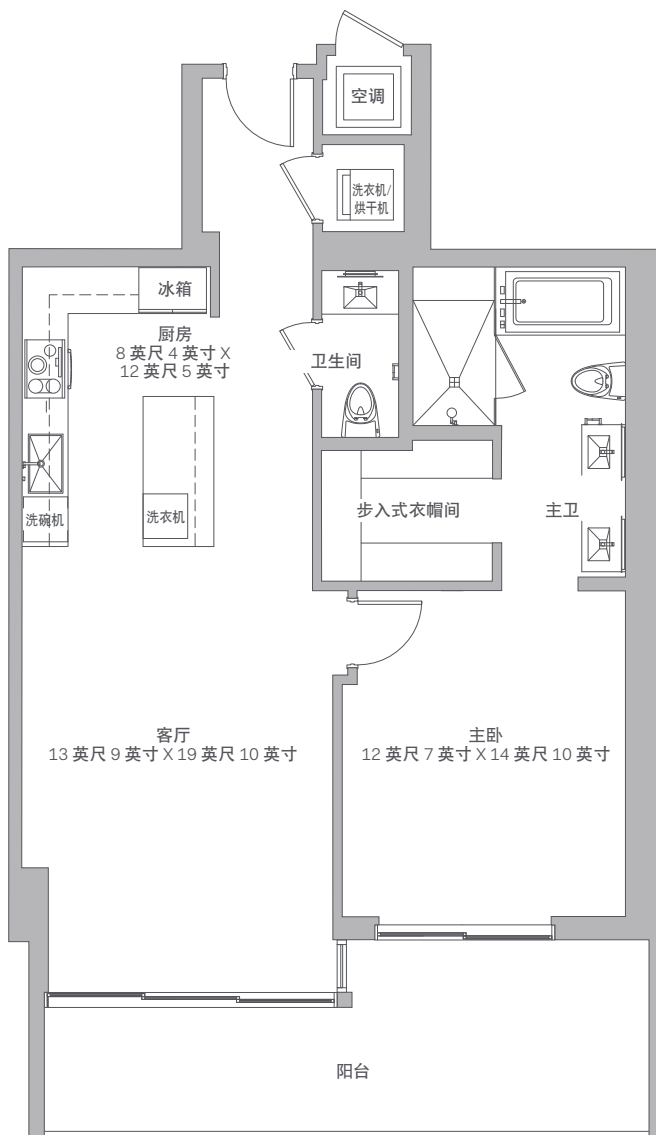 空调
洗衣机/
烘干机
冰箱
厨房
8 英尺 4 英寸 X
12 英尺 5 英寸
卫生间
洗碗机
洗衣机
步入式衣帽间
主卫
客厅
13 英尺 9 英寸 X 19 英尺 10 英寸
主卧
12 英尺 7 英寸 X 14 英尺 10 英寸
阳台